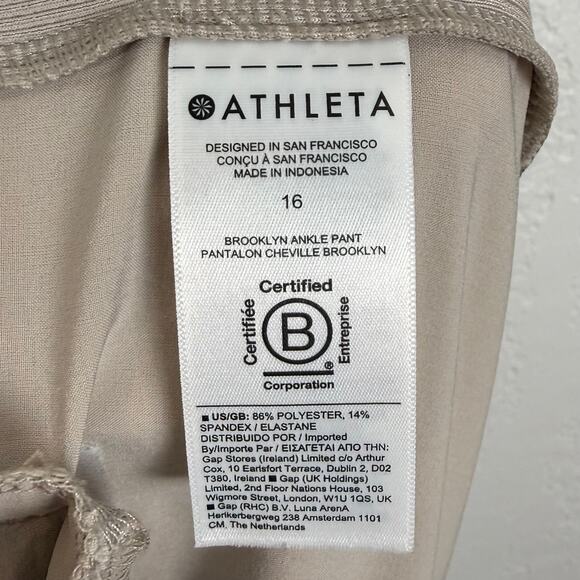 ATHLETA
DESIGNED IN SAN FRANCISCO
CONÇU À SAN FRANCISCO
MADE IN INDONESIA
16
BROOKLYN ANKLE PANT
PANTALON CHEVILLE BROOKLYN
Certified
Certifiée
B
Entreprise
®
Corporation
■ US/GB: 86% POLYESTER, 14%
SPANDEX / ELASTANE
DISTRIBUIDO POR / Imported
By/Importe Par / ΕΙΣΑΓΕΤΑΙ ΑΠΟ ΤΗΝ:
Gap Stores (Ireland) Limited c/o Arthur
Cox, 10 Earlsfort Terrace, Dublin 2, D02
T380, Ireland ■ Gap (UK Holdings)
Limited, 2nd Floor Nations House, 103
Wigmore Street, London, W1U 1QS, UK
■ Gap (RHC) B.V. Luna ArenA
Herikerbergweg 238 Amsterdam 1101
CM, The Netherlands